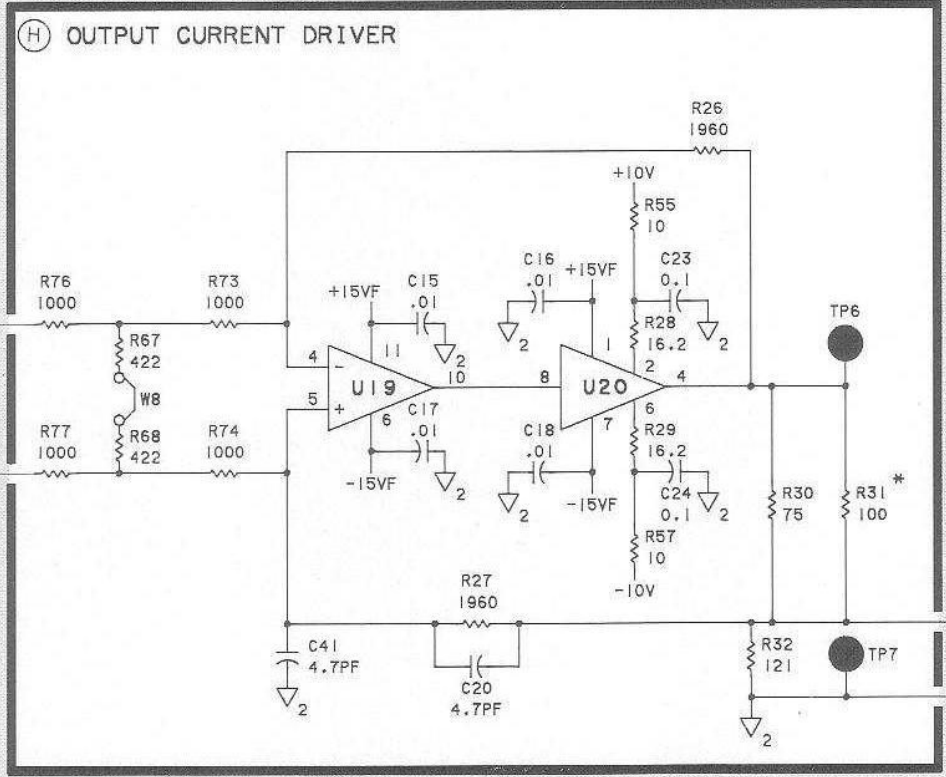 H OUTPUT CURRENT DRIVER
R26
1960
+10V
R55
10
C16
.01
+15VF
C23
0.1
R76
1000
R73
1000
+15VF
C15
.01
2
2
R28
16.2
2
TP6
R67
422
W8
R68
422
4
-
11
U19
10
5
+
6
8
1
U20
2
4
6
7
R77
1000
R74
1000
C17
.01
-15VF
2
C18
.01
2
-15VF
R29
16.2
C24
0.1
2
R30
75
R31
100
*
R57
10
-10V
R27
1960
C41
4.7PF
2
C20
4.7PF
R32
121
TP7
2